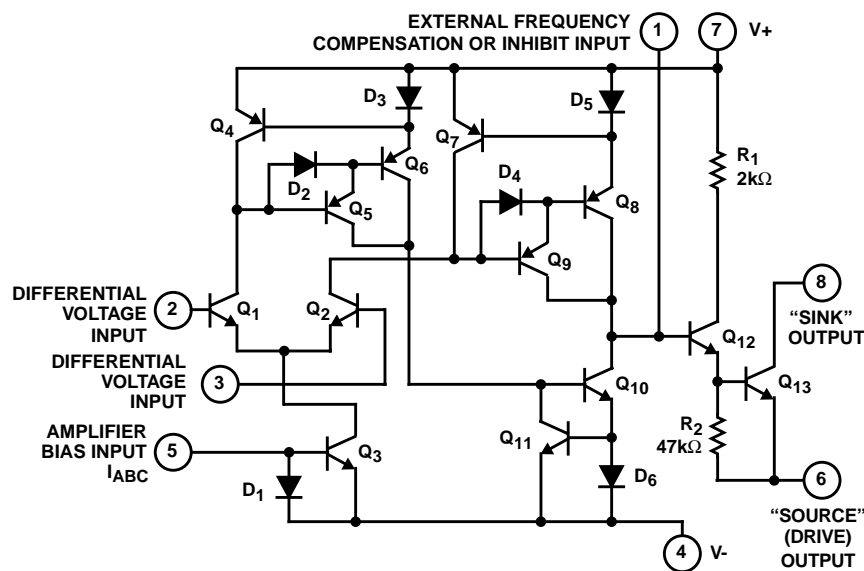 EXTERNAL FREQUENCY
COMPENSATION OR INHIBIT INPUT
1
7
V+
D3
D5
Q4
Q7
Q6
D2
D4
Q5
Q8
R1
2kΩ
Q9
8
DIFFERENTIAL
VOLTAGE
INPUT
2
Q1
Q2
"SINK"
OUTPUT
Q12
DIFFERENTIAL
VOLTAGE
INPUT
3
Q10
Q13
AMPLIFIER
BIAS INPUT
IABC
5
Q3
Q11
R2
47kΩ
D1
D6
6
"SOURCE"
(DRIVE)
OUTPUT
4
V-